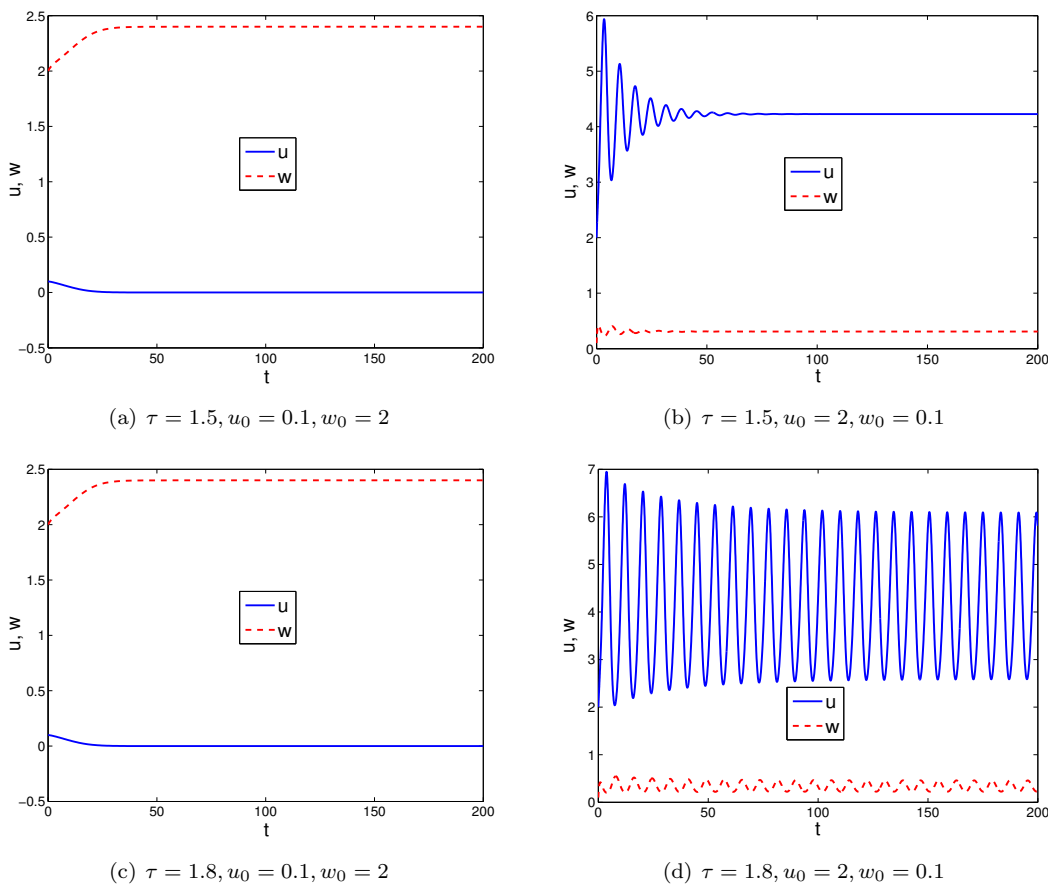 2.5
2
1.5
1
0.5
0
−0.5
u, w
u
w
0
50
100
150
200
t
(a) τ = 1.5, u₀ = 0.1, w₀ = 2
6
5
4
3
2
1
0
u, w
u
w
0
50
100
150
200
t
(b) τ = 1.5, u₀ = 2, w₀ = 0.1
2.5
2
1.5
1
0.5
0
−0.5
u, w
u
w
0
50
100
150
200
t
(c) τ = 1.8, u₀ = 0.1, w₀ = 2
7
6
5
4
3
2
1
0
u, w
u
w
0
50
100
150
200
t
(d) τ = 1.8, u₀ = 2, w₀ = 0.1